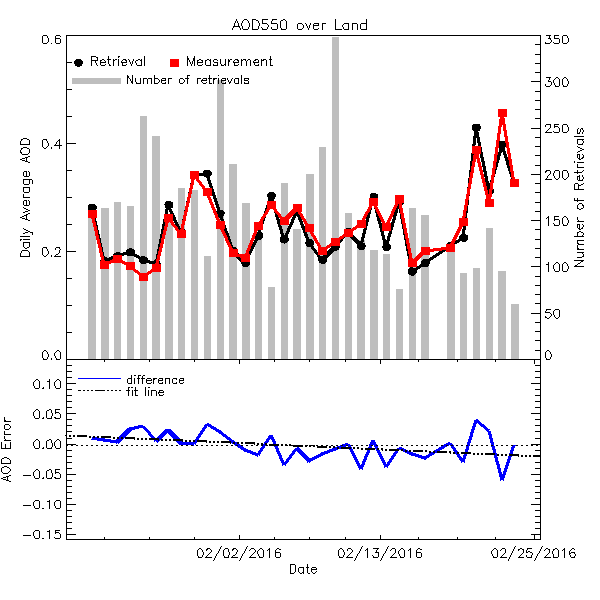 AOD550 over Land
Retrieval Measurement
Number of retrievals
0.6
0.4
0.2
0.0
Daily Average AOD
350
300
250
200
150
100
50
0
Number of Retrievals
difference
fit line
0.10
0.05
0.00
-0.05
-0.10
-0.15
AOD Error
02/02/2016 02/13/2016 02/25/2016
Date